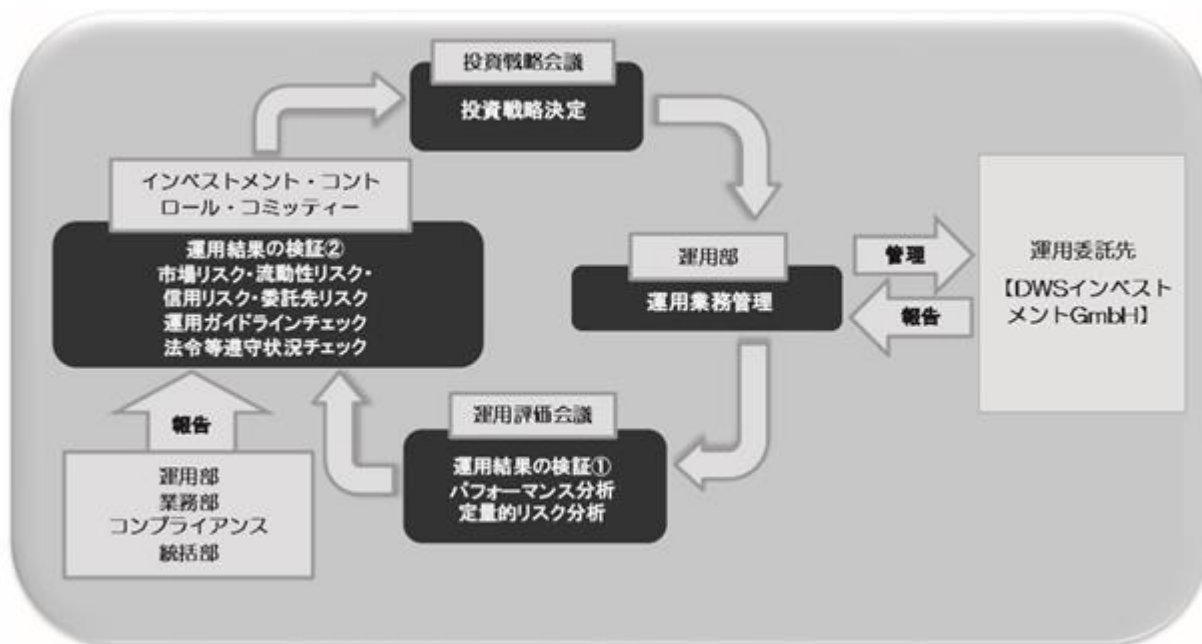 投資戦略会議
投資戦略決定
インベストメント・コント
ロール・コミッティー
運用結果の検証②
市場リスク・流動性リスク・
信用リスク・委託先リスク
運用ガイドラインチェック
法令等遵守状況チェック
運用部
運用業務管理
管理
報告
運用委託先
【DWSインベスト
メントGmbH】
運用評価会議
運用結果の検証①
パフォーマンス分析
定量的リスク分析
報告
運用部
業務部
コンプライアンス
統括部